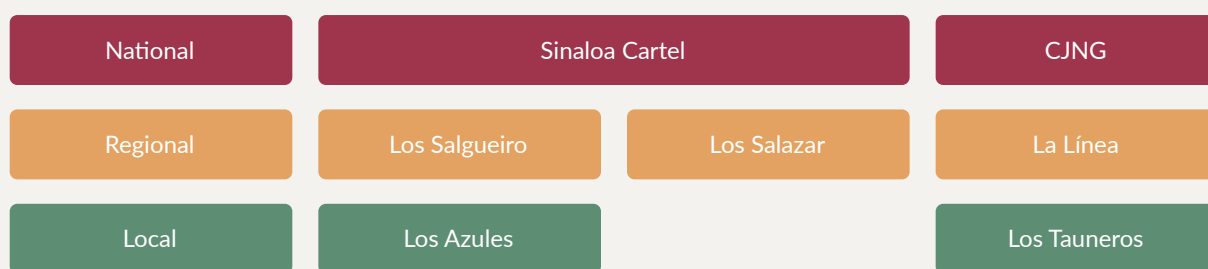 National Sinaloa Cartel CJNG
Regional Los Salgueiro Los Salazar La Línea
Local Los Azules Los Tauneros